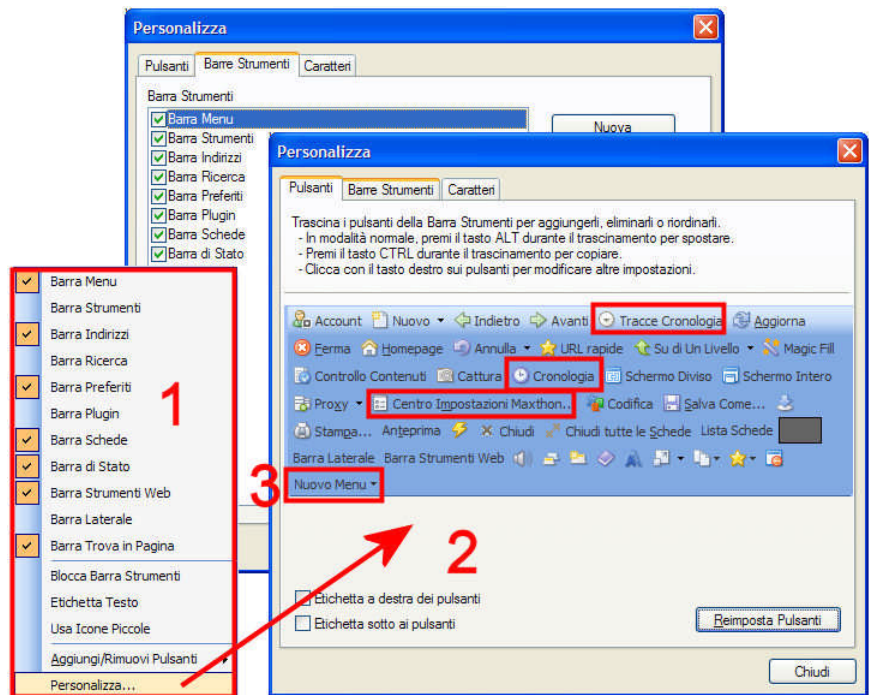 Personalizza
Pulsanti Barre Strumenti Caratteri
Barra Strumenti
Barra Menu
Barra Strumenti
Barra Indirizzi
Barra Ricerca
Barra Preferiti
Barra Plugin
Barra Schede
Barra di Stato
Nuova
Personalizza
Pulsanti Barre Strumenti Caratteri
Trascina i pulsanti della Barra Strumenti per aggiungerli, eliminarli o riordinarli.
- In modalità normale, premi il tasto ALT durante il trascinamento per spostare.
- Premi il tasto CTRL durante il trascinamento per copiare.
- Clicca con il tasto destro sui pulsanti per modificare altre impostazioni.
Account Nuovo Indietro Avanti Tracce Cronologia Aggiorna
Ferma Homepage Annulla URL rapide Su di Un Livello Magic Fill
Controllo Contenuti Cattura Cronologia Schermo Diviso Schermo Intero
Proxy Centro Impostazioni Maxthon... Codifica Salva Come...
Stampa... Anteprima Chiudi Chiudi tutte le Schede Lista Schede
Barra Laterale Barra Strumenti Web
Nuovo Menu
3
2
Etichetta a destra dei pulsanti
Etichetta sotto ai pulsanti
Reimposta Pulsanti
Chiudi
Barra Menu
Barra Strumenti
Barra Indirizzi
Barra Ricerca
Barra Preferiti
Barra Plugin
Barra Schede
Barra di Stato
Barra Strumenti Web
Barra Laterale
Barra Trova in Pagina
Blocca Barra Strumenti
Etichetta Testo
Usa Icone Piccole
Aggiungi/Rimuovi Pulsanti
Personalizza...
1